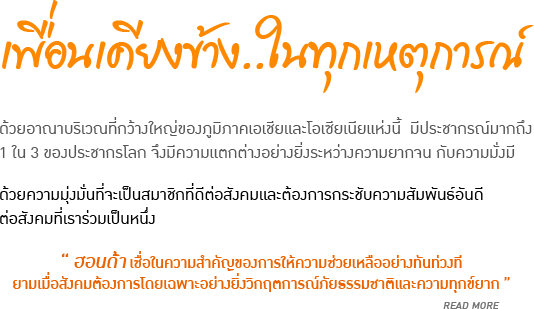 เพื่อนเคียงข้าง..ในทุกเหตุการณ์
ด้วยอาณาบริเวณที่กว้างใหญ่ของภูมิภาคเอเชียและโอเชียเนียแห่งนี้ มีประชากรณ์มากถึง
1 ใน 3 ของประชากรโลก จึงมีความแตกต่างอย่างยิ่งระหว่างความยากจน กับความมั่งมี
ด้วยความมุ่งมั่นที่จะเป็นสมาชิกที่ดีต่อสังคมและต้องการกระชับความสัมพันธ์อันดี
ต่อสังคมที่เราร่วมเป็นหนึ่ง
“ ฮอนด้า เชื่อในความสำคัญของการให้ความช่วยเหลืออย่างทันท่วงที
ยามเมื่อสังคมต้องการโดยเฉพาะอย่างยิ่งวิกฤตการณ์ภัยธรรมชาติและความทุกข์ยาก ”
READ MORE